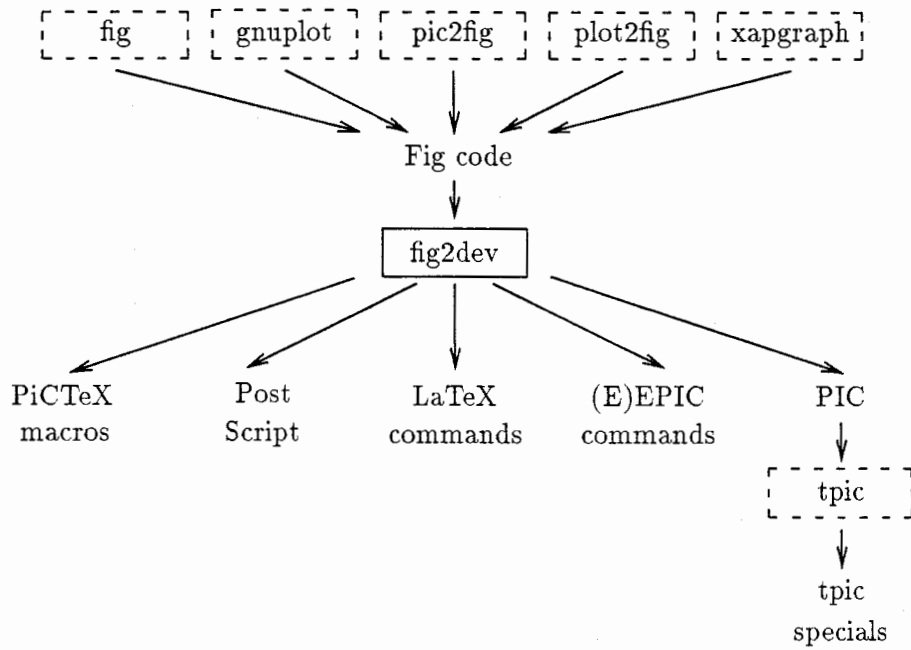 fig gnuplot pic2fig plot2fig xapgraph
Fig code
fig2dev
PiCTeX Post LaTeX (E)EPIC PIC
macros Script commands commands
tpic
tpic
specials